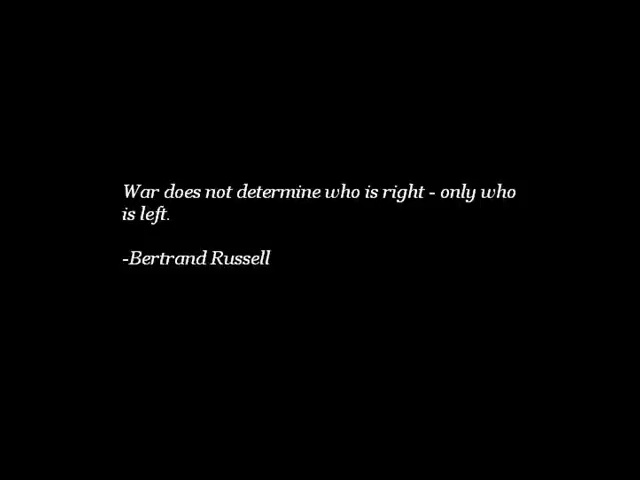 War does not determine who is right - only who
is left.
-Bertrand Russell